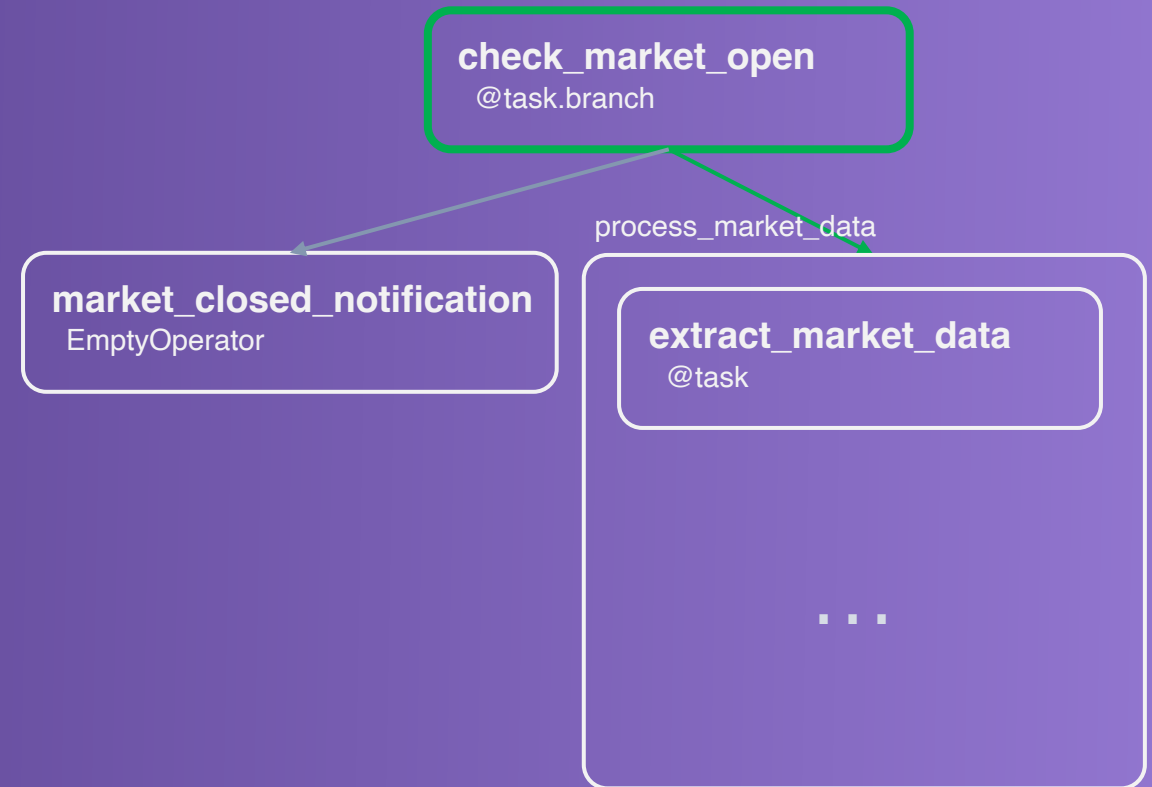 check_market_open
@task.branch
process_market_data
market_closed_notification
EmptyOperator
extract_market_data
@task
...